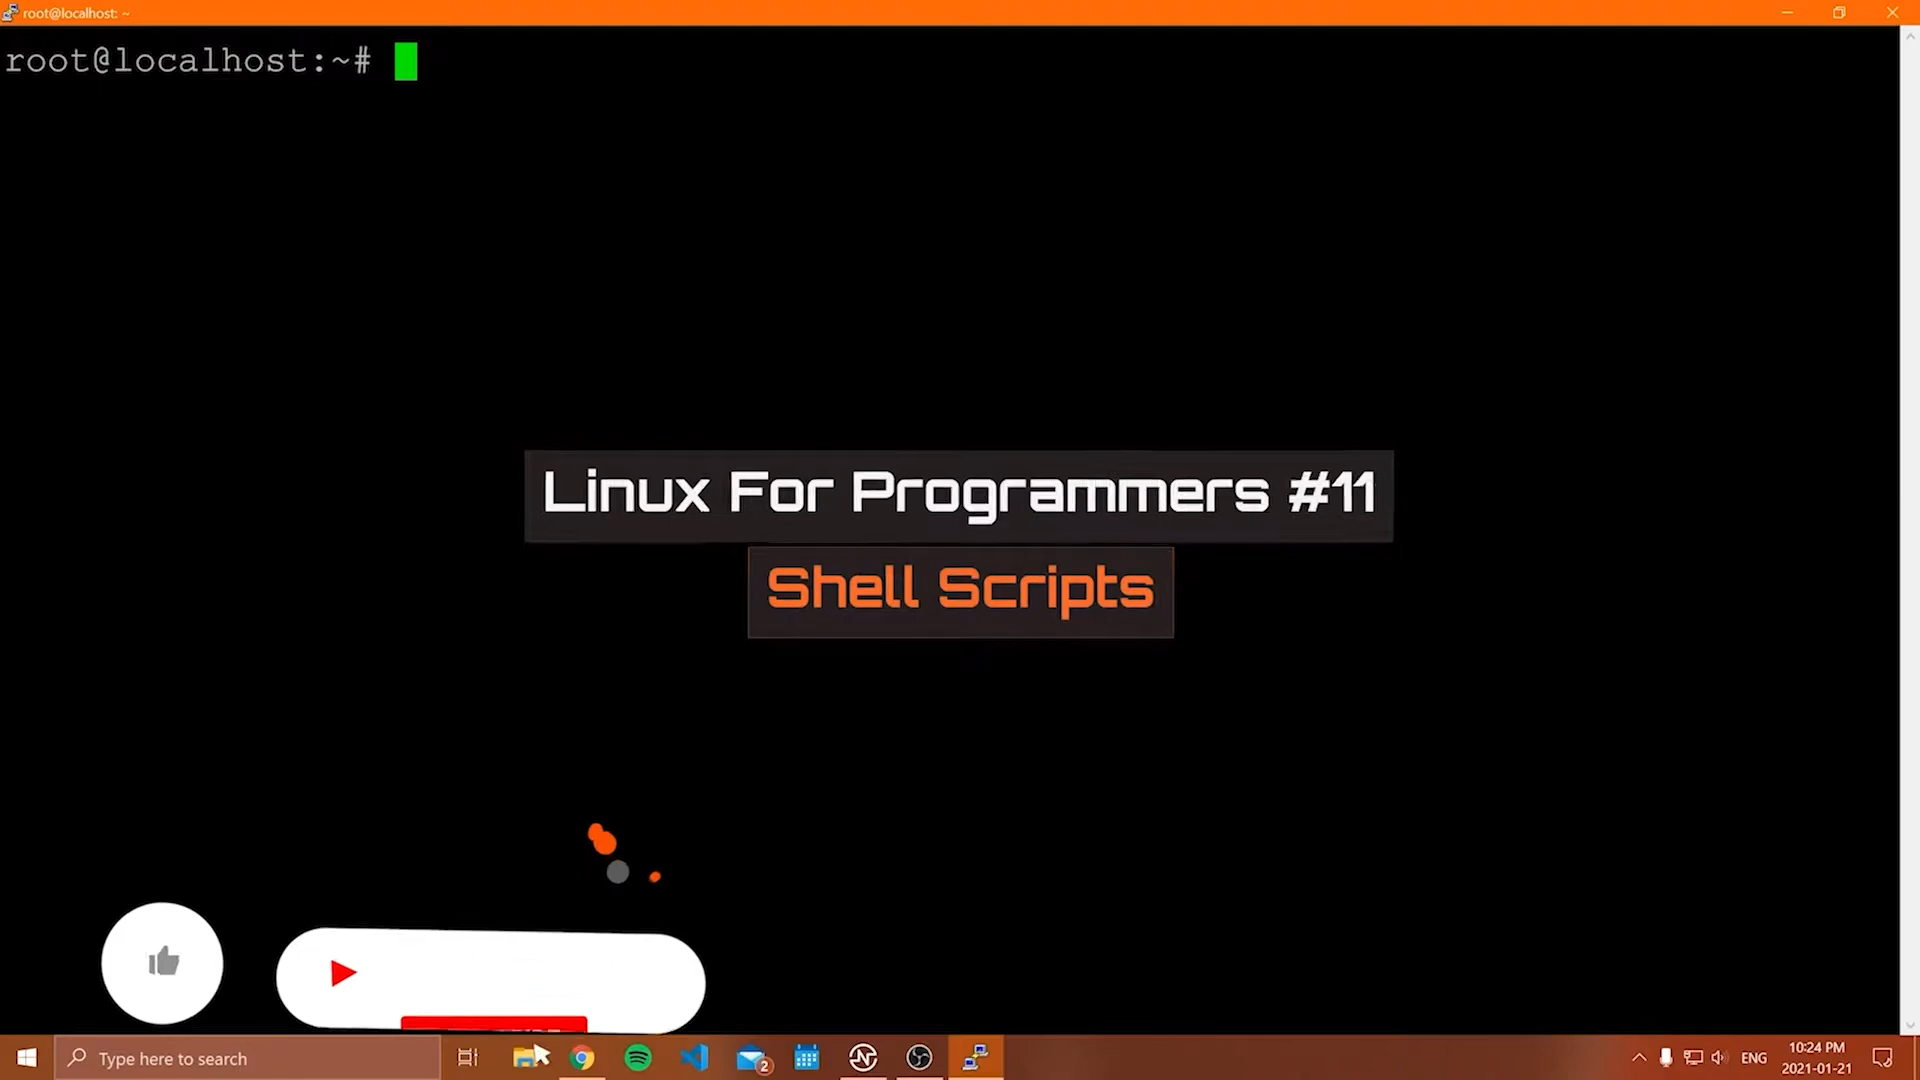 root@localhost: ~
root@localhost:~#
Linux For Programmers #11
Shell Scripts
Type here to search
2
ENG
10:24 PM
2021-01-21